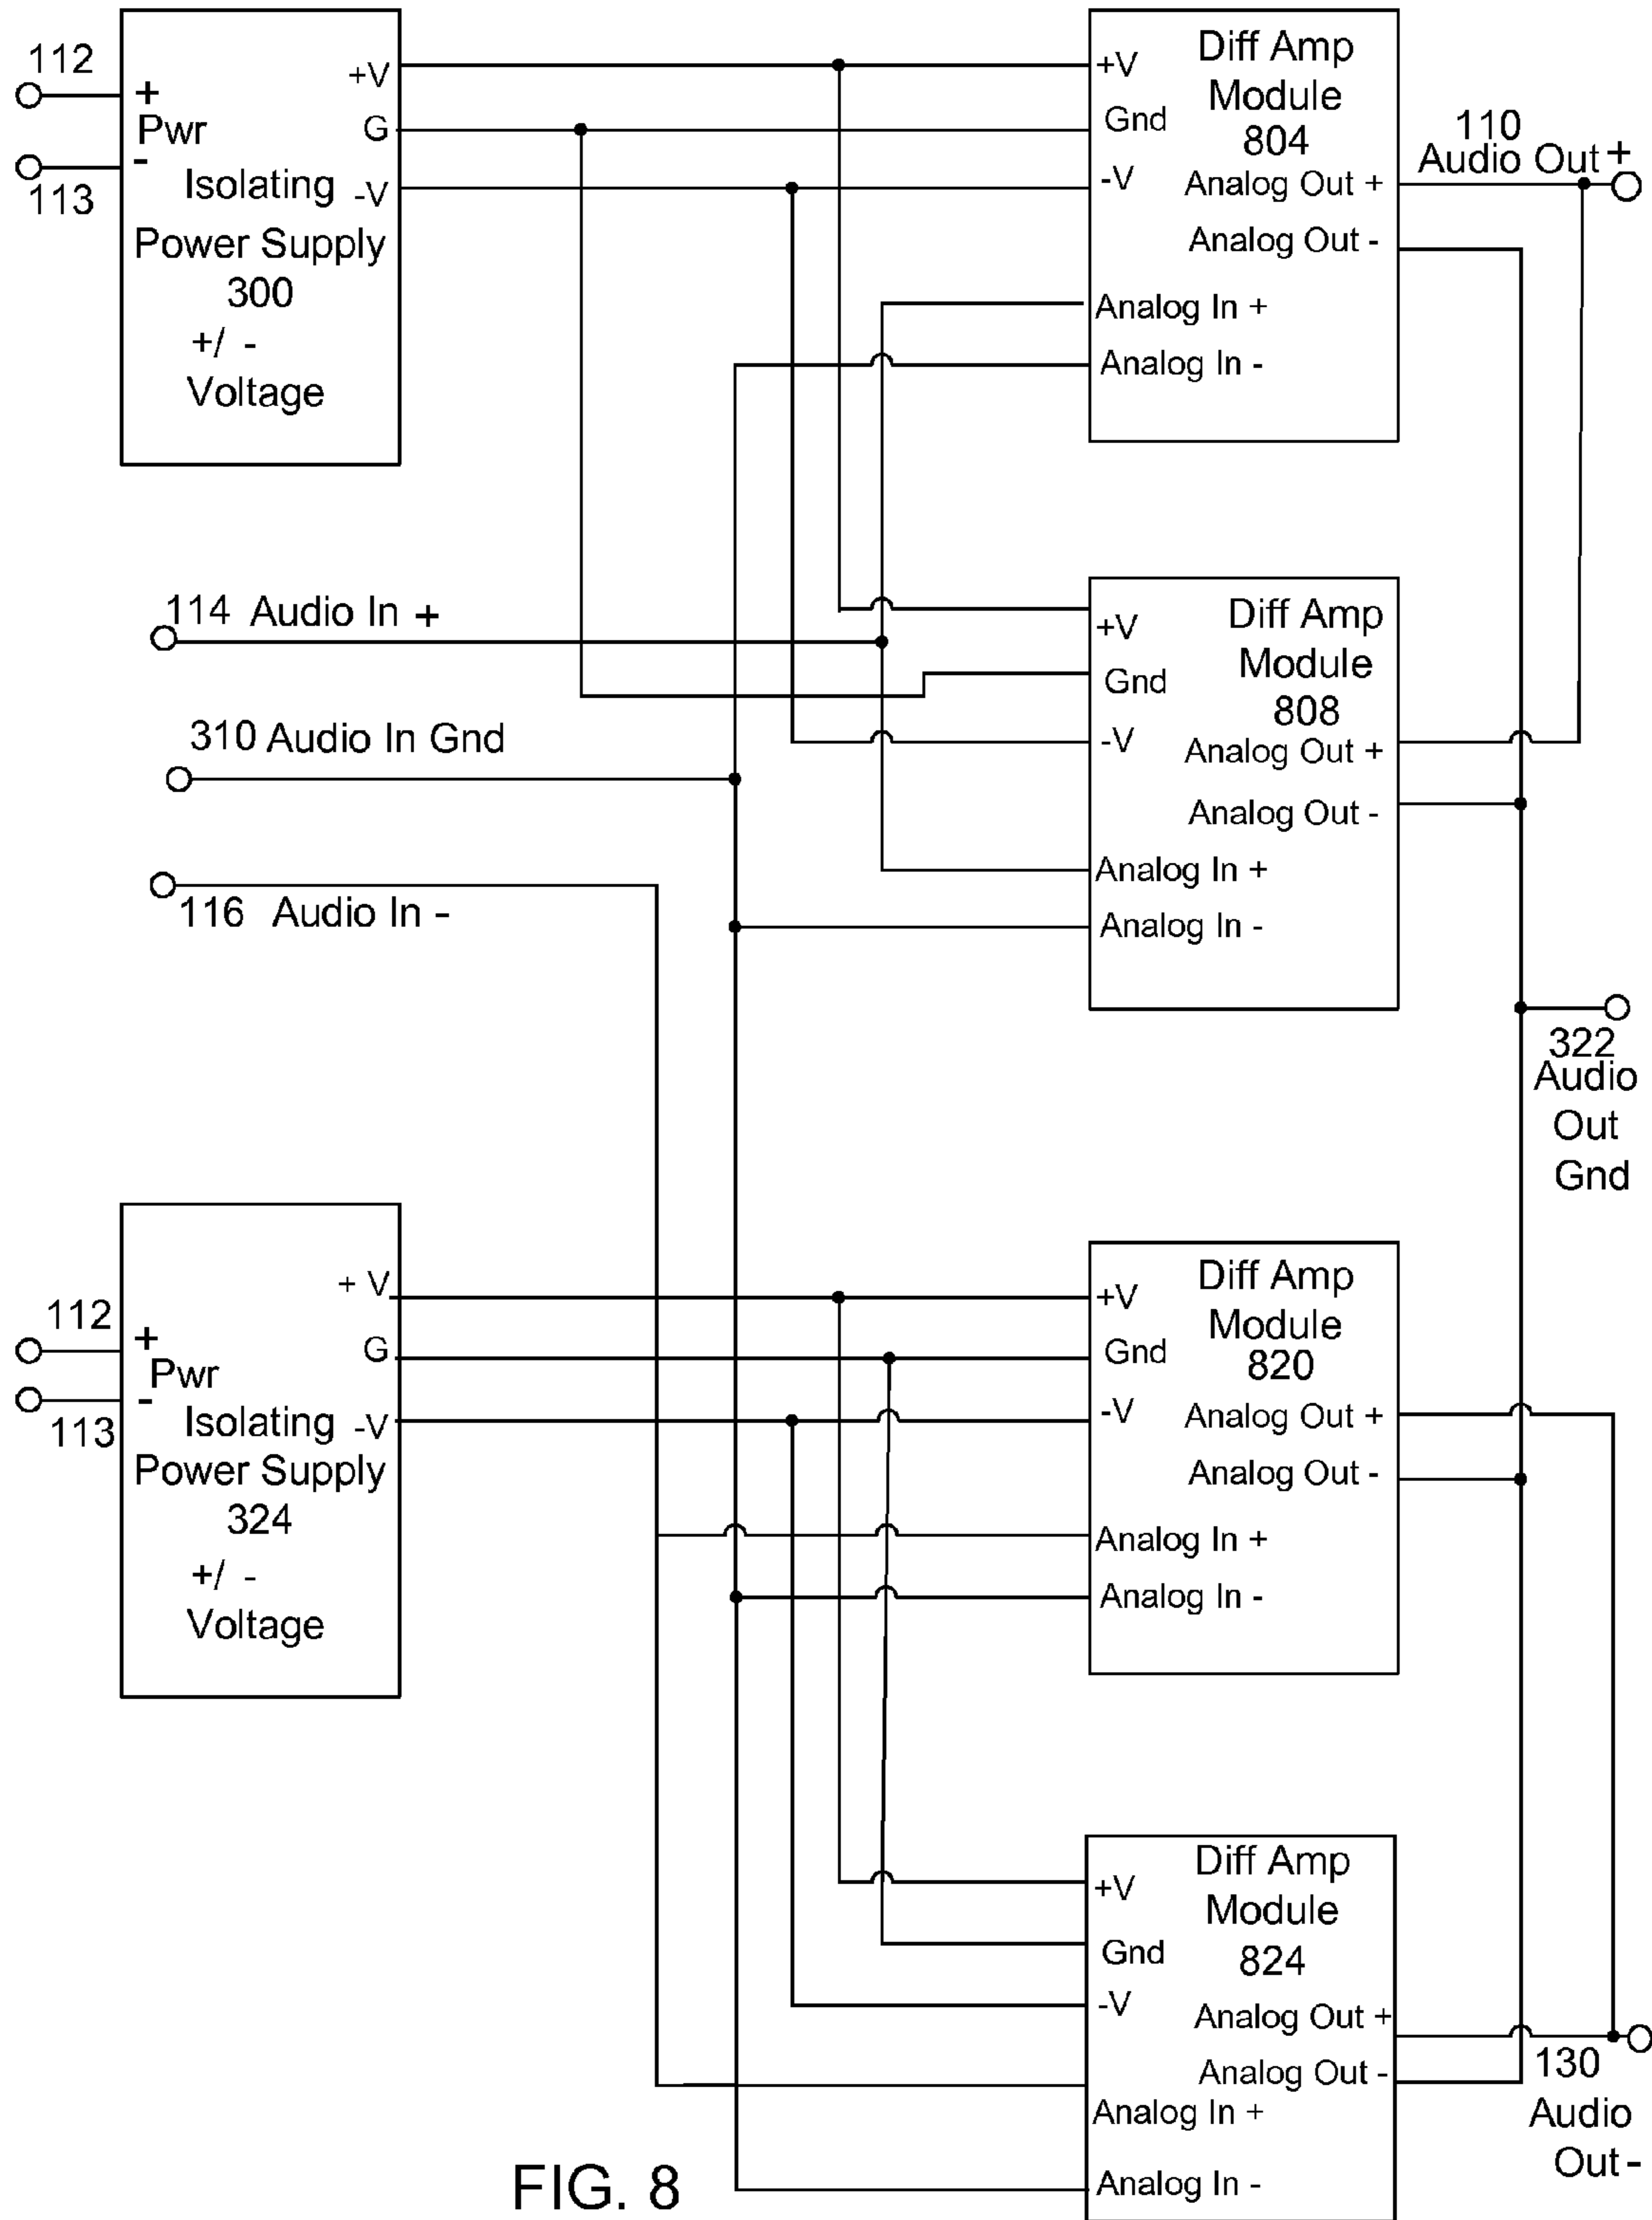 112
+
Pwr
-
113
+V
G
Isolating -V
Power Supply
300
+/ -
Voltage
Diff Amp
Module
804
+V
Gnd
-V
Analog Out +
Analog Out -
Analog In +
Analog In -
110
Audio Out +
114 Audio In +
310 Audio In Gnd
116 Audio In -
Diff Amp
Module
808
+V
Gnd
-V
Analog Out +
Analog Out -
Analog In +
Analog In -
322
Audio
Out
Gnd
112
+
Pwr
-
113
+ V
G
Isolating -V
Power Supply
324
+/ -
Voltage
Diff Amp
Module
820
+V
Gnd
-V
Analog Out +
Analog Out -
Analog In +
Analog In -
Diff Amp
Module
824
+V
Gnd
-V
Analog Out +
Analog Out -
Analog In +
Analog In -
130
Audio
Out -
FIG. 8